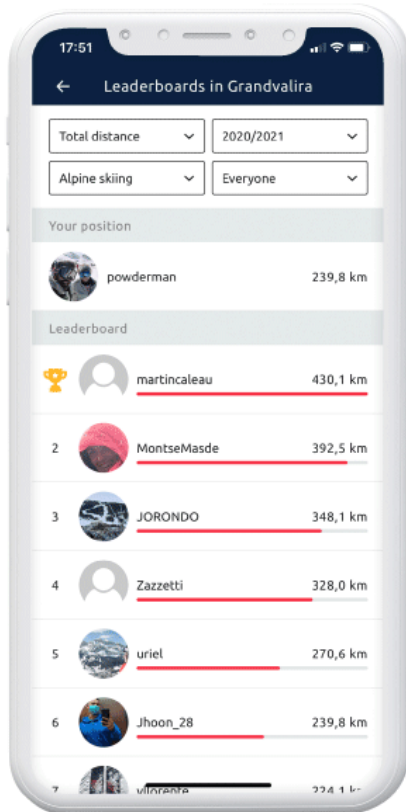 17:51
Leaderboards in Grandvalira
Total distance 2020/2021
Alpine skiing Everyone
Your position
powderman 239,8 km
Leaderboard
martincaleau 430,1 km
2 MontseMasde 392,5 km
3 JORONDO 348,1 km
4 Zazzetti 328,0 km
5 uriel 270,6 km
6 Jhoon_28 239,8 km
7 vllorente 224,1 km